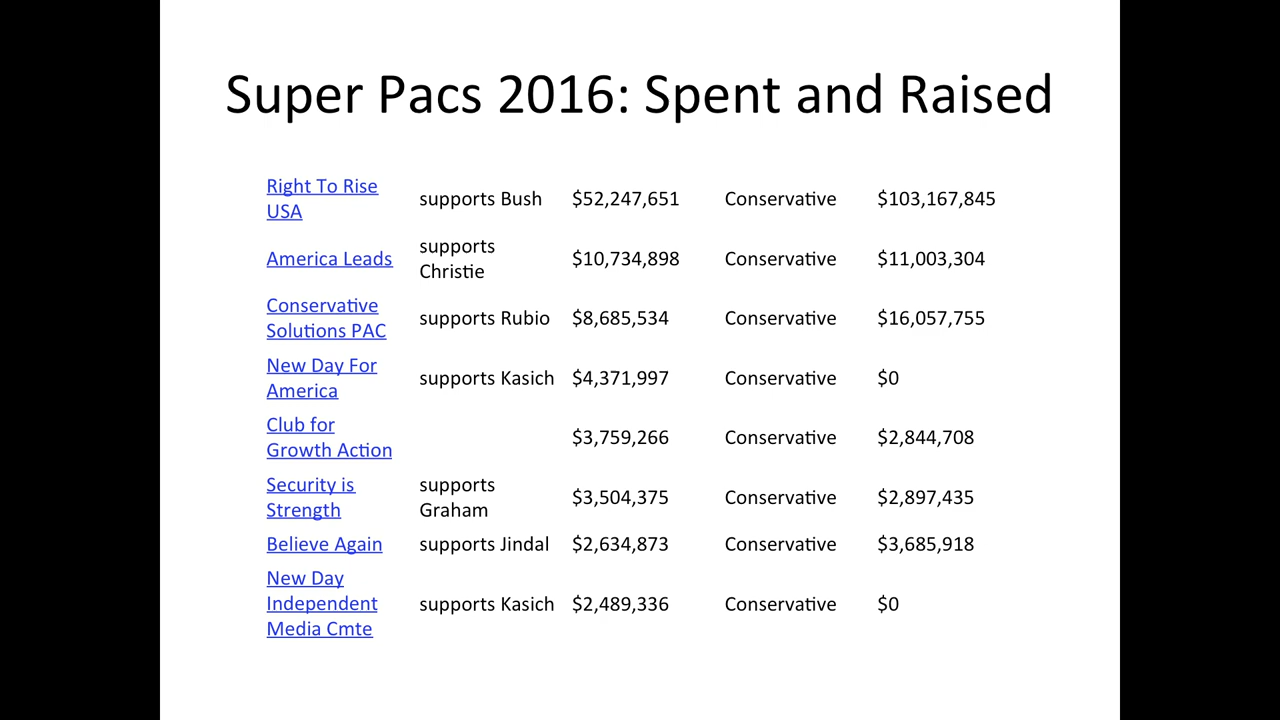 Super Pacs 2016: Spent and Raised
Right To Rise
USA
supports Bush
$52,247,651
Conservative
$103,167,845
America Leads
supports
Christie
$10,734,898
Conservative
$11,003,304
Conservative
Solutions PAC
supports Rubio
$8,685,534
Conservative
$16,057,755
New Day For
America
supports Kasich
$4,371,997
Conservative
$0
Club for
Growth Action
$3,759,266
Conservative
$2,844,708
Security is
Strength
supports
Graham
$3,504,375
Conservative
$2,897,435
Believe Again
supports Jindal
$2,634,873
Conservative
$3,685,918
New Day
Independent
Media Cmte
supports Kasich
$2,489,336
Conservative
$0